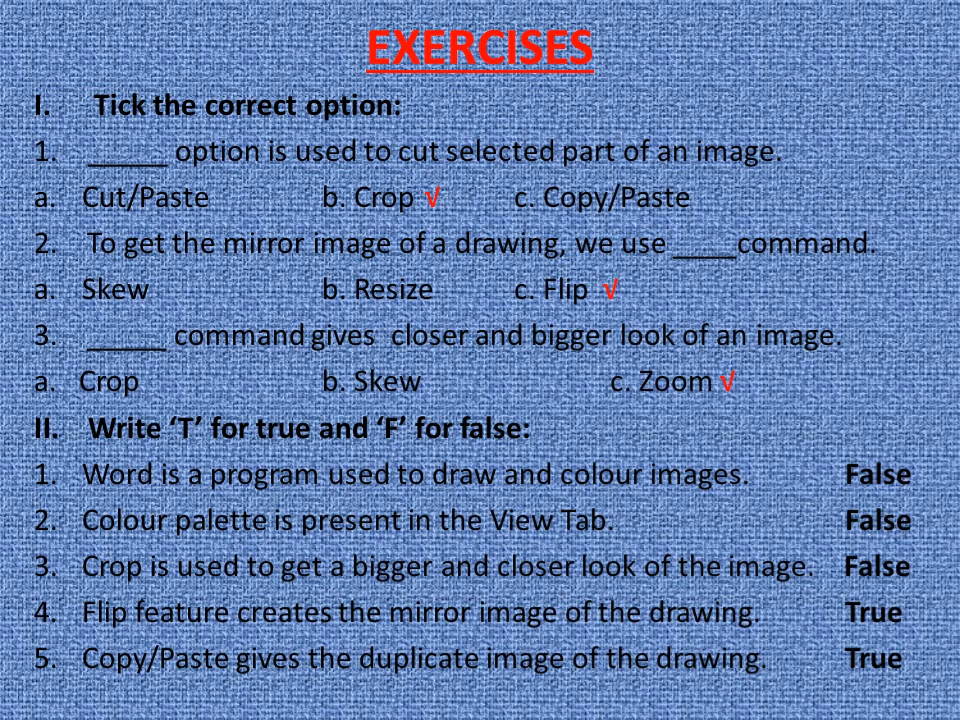 EXERCISES
I. Tick the correct option:
1. _____ option is used to cut selected part of an image.
a. Cut/Paste b. Crop √ c. Copy/Paste
2. To get the mirror image of a drawing, we use ____command.
a. Skew b. Resize c. Flip √
3. _____ command gives closer and bigger look of an image.
a. Crop b. Skew c. Zoom √
II. Write ‘T’ for true and ‘F’ for false:
1. Word is a program used to draw and colour images. False
2. Colour palette is present in the View Tab. False
3. Crop is used to get a bigger and closer look of the image. False
4. Flip feature creates the mirror image of the drawing. True
5. Copy/Paste gives the duplicate image of the drawing. True